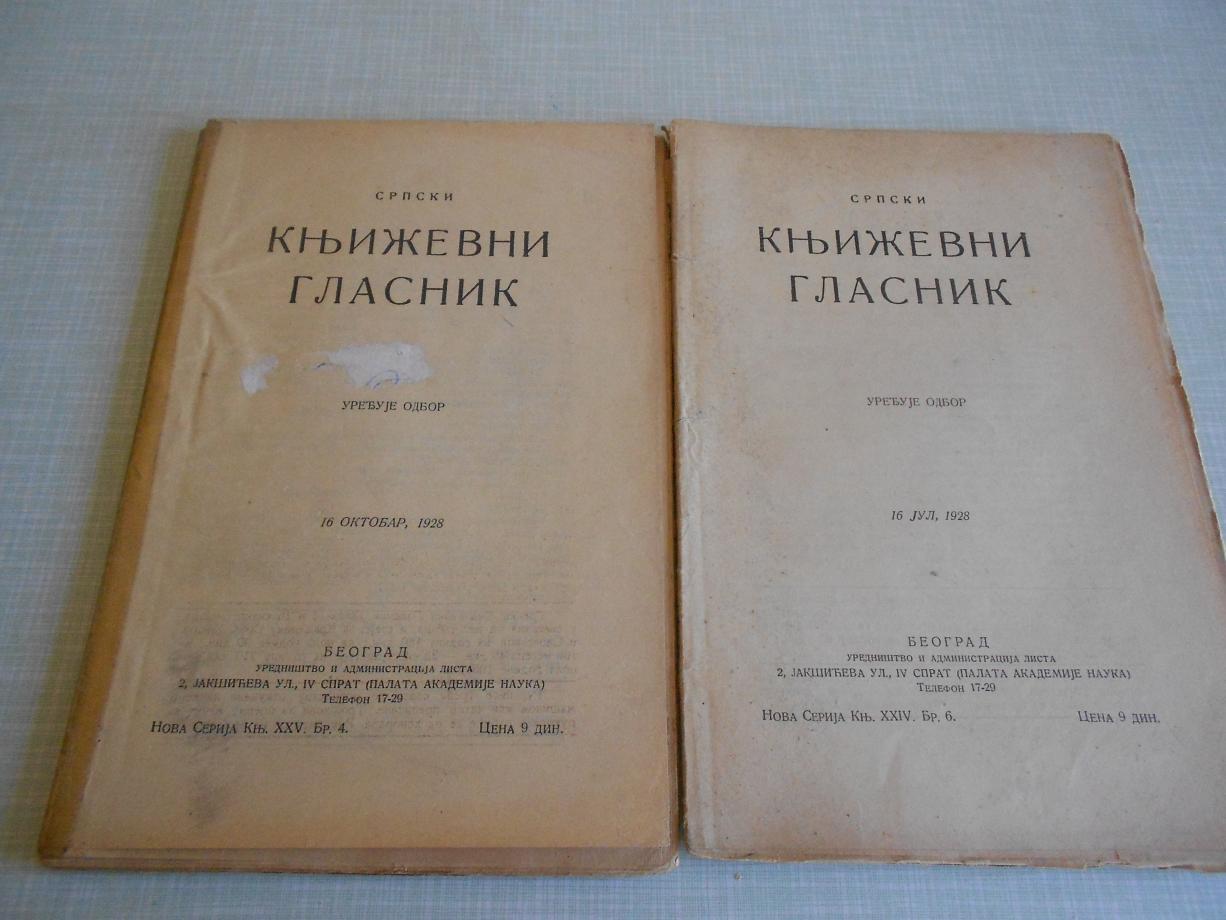 СРПСКИ
КЊИЖЕВНИ
ГЛАСНИК
УРЕЂУЈЕ ОДБОР
16 ОКТОБАР, 1928
БЕОГРАД
УРЕДНИШТВО И АДМИНИСТРАЦИЈА ЛИСТА
2, ЈАКШИЋЕВА УЛ., IV СПРАТ (ПАЛАТА АКАДЕМИЈЕ НАУКА)
ТЕЛЕФОН 17-29
НОВА СЕРИЈА КЊ. XXV. БР. 4. ЦЕНА 9 ДИН.
СРПСКИ
КЊИЖЕВНИ
ГЛАСНИК
УРЕЂУЈЕ ОДБОР
16 ЈУЛ, 1928
БЕОГРАД
УРЕДНИШТВО И АДМИНИСТРАЦИЈА ЛИСТА
2, ЈАКШИЋЕВА УЛ., IV СПРАТ (ПАЛАТА АКАДЕМИЈЕ НАУКА)
ТЕЛЕФОН 17-29
НОВА СЕРИЈА КЊ. XXIV. БР. 6. ЦЕНА 9 ДИН.